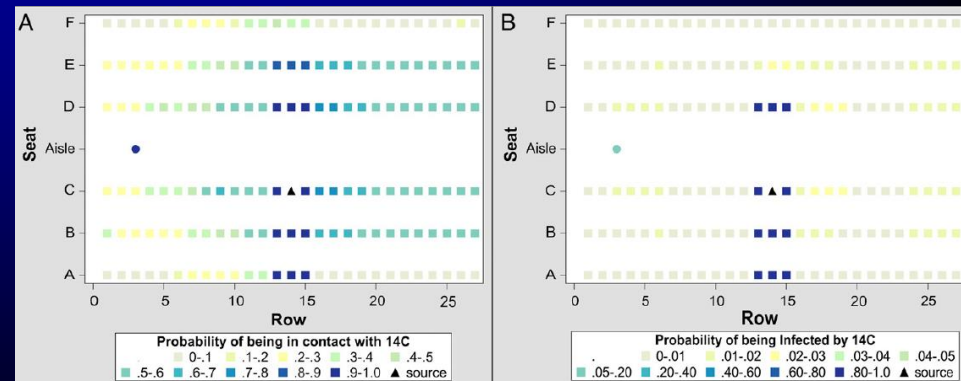 A
Seat
F
E
D
Aisle
C
B
A
0 5 10 15 20 25
Row
Probability of being in contact with 14C
0-.1 .1-.2 .2-.3 .3-.4 .4-.5
.5-.6 .6-.7 .7-.8 .8-.9 .9-1.0 source
B
Seat
F
E
D
Aisle
C
B
A
0 5 10 15 20 25
Row
Probability of being Infected by 14C
0-.01 .01-.02 .02-.03 .03-.04 .04-.05
.05-.20 .20-.40 .40-.60 .60-.80 .80-1.0 source